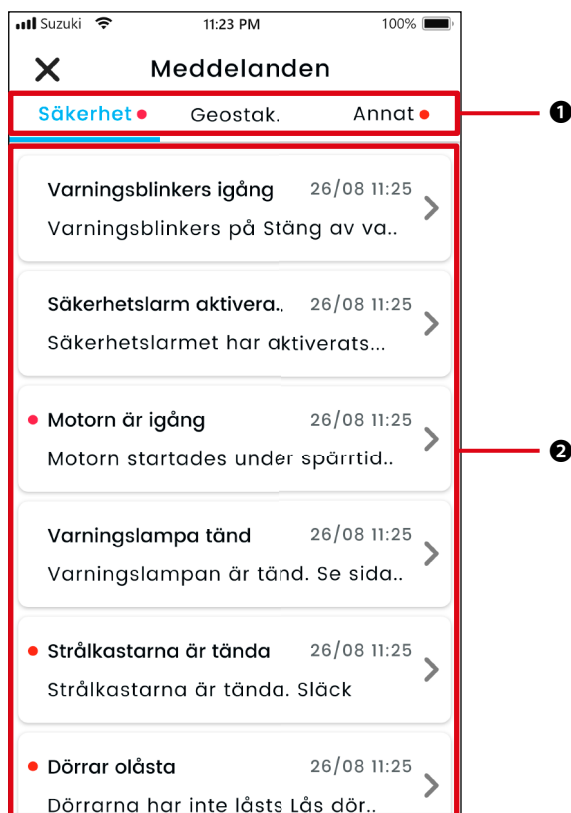 Suzuki 11:23 PM 100%
Meddelanden
Säkerhet Geostak. Annat
1
Varningsblinkers igång 26/08 11:25
Varningsblinkers på Stäng av va..
Säkerhetslarm aktivera.. 26/08 11:25
Säkerhetslarmet har aktiverats...
Motorn är igång 26/08 11:25
2
Motorn startades under spärrtid..
Varningslampa tänd 26/08 11:25
Varningslampan är tänd. Se sida..
Strålkastarna är tända 26/08 11:25
Strålkastarna är tända. Släck
Dörrar olåsta 26/08 11:25
Dörrarna har inte låsts Lås dör..